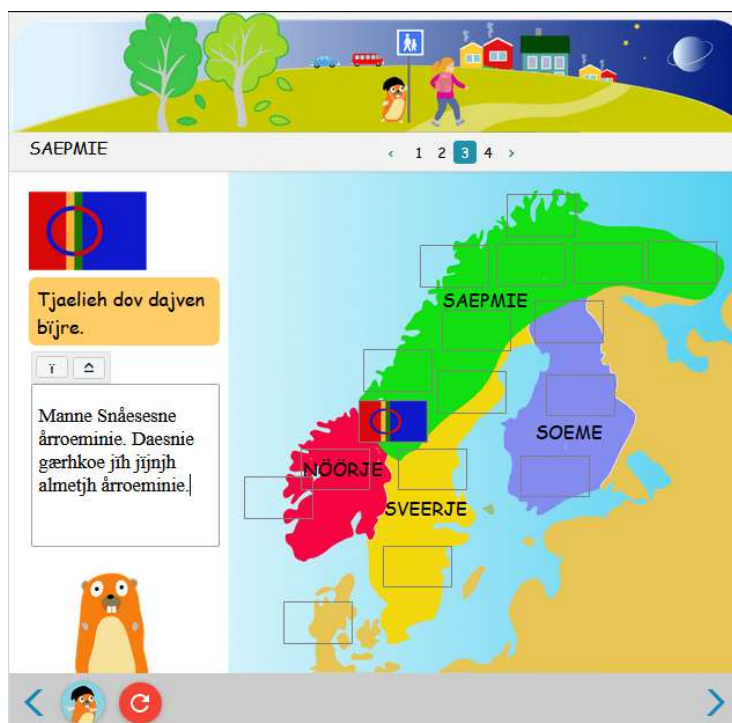 SAEPMIE
‹ 1 2 3 4 ›
Tjaelieh dov dajven
bïjre.
ï
Manne Snåesesne
årroeminie. Daesnie
gærhkoe jïh jïjnjh
almetjh årroeminie.
SAEPMIE
SOEME
NÖÖRJE
SVEERJE